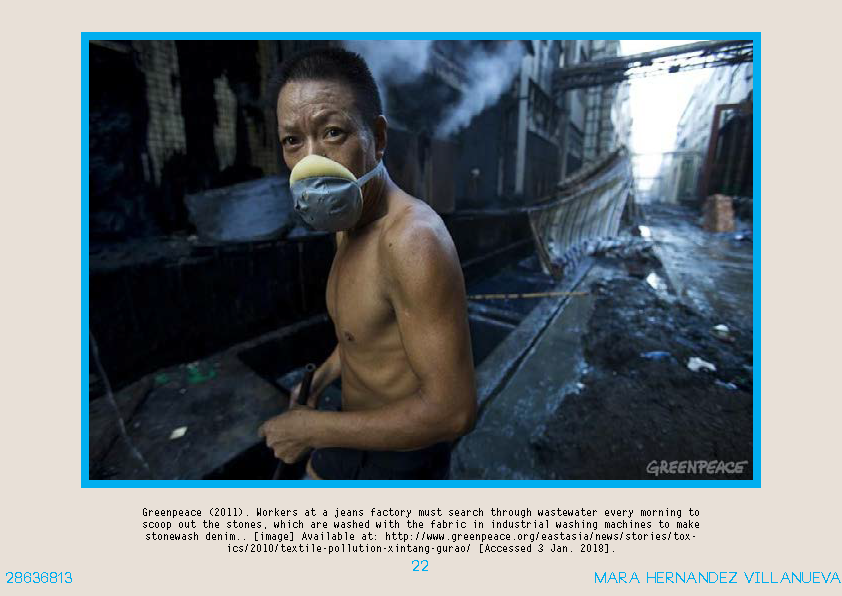 GREENPEACE
Greenpeace (2011). Workers at a jeans factory must search through wastewater every morning to
scoop out the stones, which are washed with the fabric in industrial washing machines to make
stonewash denim.. [image] Available at: http://www.greenpeace.org/eastasia/news/stories/tox-
ics/2010/textile-pollution-xintang-gurao/ [Accessed 3 Jan. 2018].
22
28636813
MARA HERNANDEZ VILLANUEVA